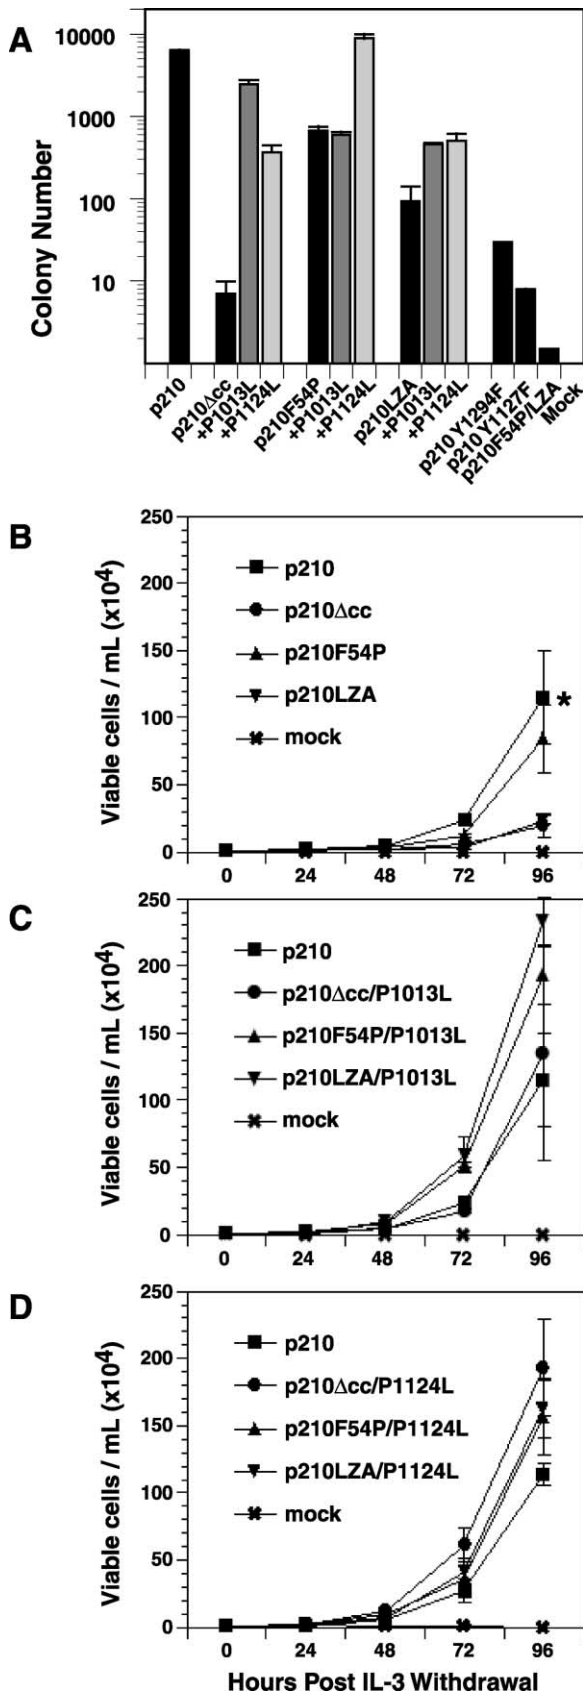 A
10000
1000
100
10
Colony Number
p210
p210Δcc
+P1013L
+P1124L
p210F54P
+P1013L
+P1124L
p210LZA
+P1013L
+P1124L
p210 Y1294F
p210 Y1127F
p210F54P/LZA
Mock
B
250
200
150
100
50
0
Viable cells / mL (x10⁴)
p210
p210Δcc
p210F54P
p210LZA
mock
*
0 24 48 72 96
C
250
200
150
100
50
0
Viable cells / mL (x10⁴)
p210
p210Δcc/P1013L
p210F54P/P1013L
p210LZA/P1013L
mock
0 24 48 72 96
D
250
200
150
100
50
0
Viable cells / mL (x10⁴)
p210
p210Δcc/P1124L
p210F54P/P1124L
p210LZA/P1124L
mock
0 24 48 72 96
Hours Post IL-3 Withdrawal